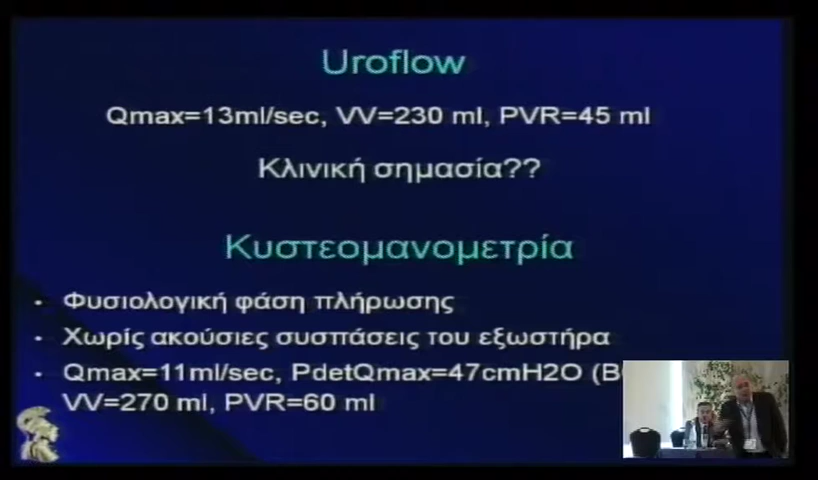 Uroflow
Qmax=13ml/sec, VV=230 ml, PVR=45 ml
Κλινική σημασία??
Κυστεομανομετρία
• Φυσιολογική φάση πλήρωσης
• Χωρίς ακούσιες συσπάσεις του εξωστήρα
• Qmax=11ml/sec, PdetQmax=47cmH2O
VV=270 ml, PVR=60 ml